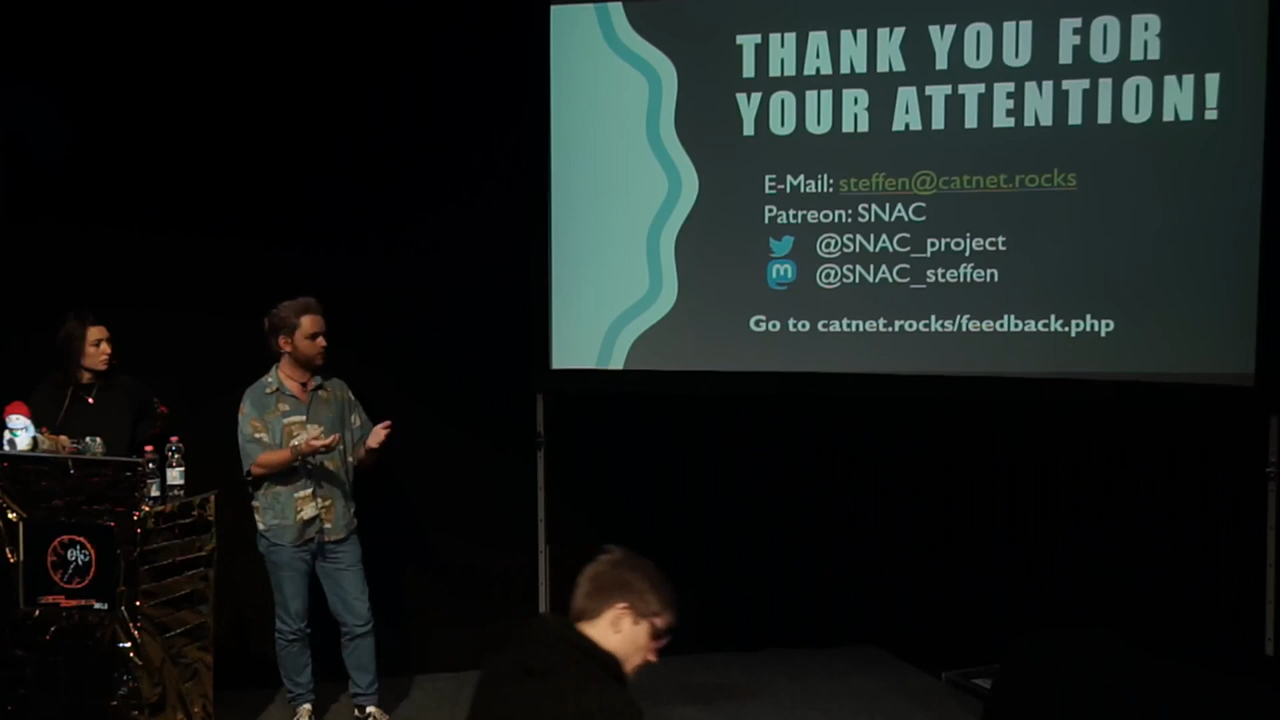 THANK YOU FOR
YOUR ATTENTION!
E-Mail: steffen@catnet.rocks
Patreon: SNAC
@SNAC_project
@SNAC_steffen
Go to catnet.rocks/feedback.php